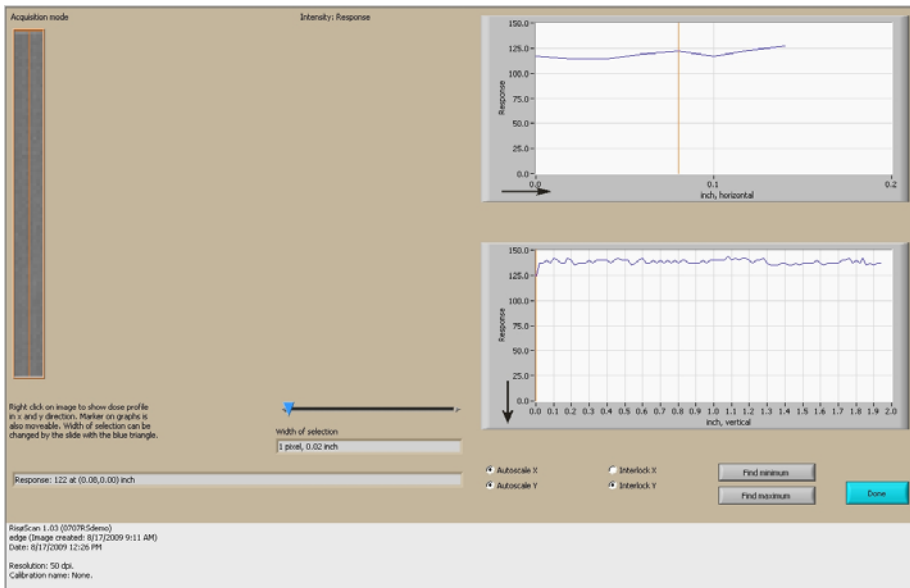 Acquisition mode
Intensity: Response
150.0
125.0
100.0
75.0
50.0
25.0
0.0
Response
0.0 0.1 0.2
inch, horizontal
150.0
125.0
100.0
75.0
50.0
25.0
0.0
Response
0.0 0.1 0.2 0.3 0.4 0.5 0.6 0.7 0.8 0.9 1.0 1.1 1.2 1.3 1.4 1.5 1.6 1.7 1.8 1.9 2.0
inch, vertical
Right click on image to show dose profile
in x and y direction. Marker on graphs is
also moveable. Width of selection can be
changed by the slide with the blue triangle.
Width of selection
1 pixel, 0.02 inch
Response: 122 at (0.08,0.00) inch
Autoscale X
Autoscale Y
Interlock X
Interlock Y
Find minimum
Find maximum
Done
RisøScan 1.03 (0707RSdemo)
edge (Image created: 8/17/2009 9:11 AM)
Date: 8/17/2009 12:26 PM
Resolution: 50 dpi.
Calibration name: None.